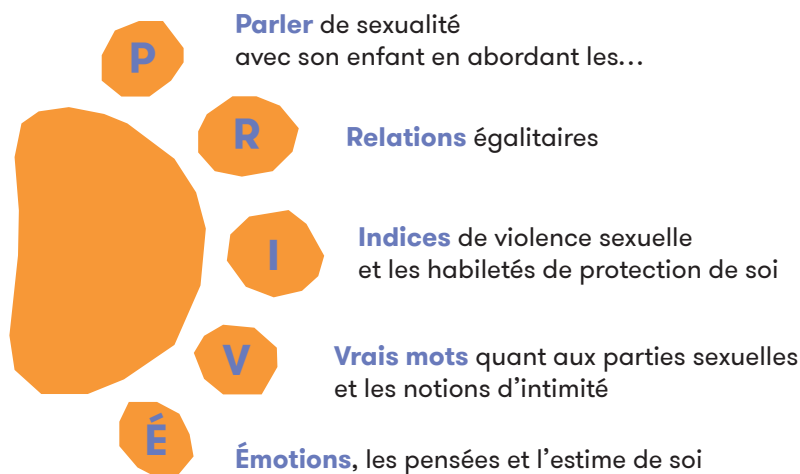 P
Parler de sexualité
avec son enfant en abordant les…
R
Relations égalitaires
I
Indices de violence sexuelle
et les habiletés de protection de soi
V
Vrais mots quant aux parties sexuelles
et les notions d’intimité
É
Émotions, les pensées et l’estime de soi